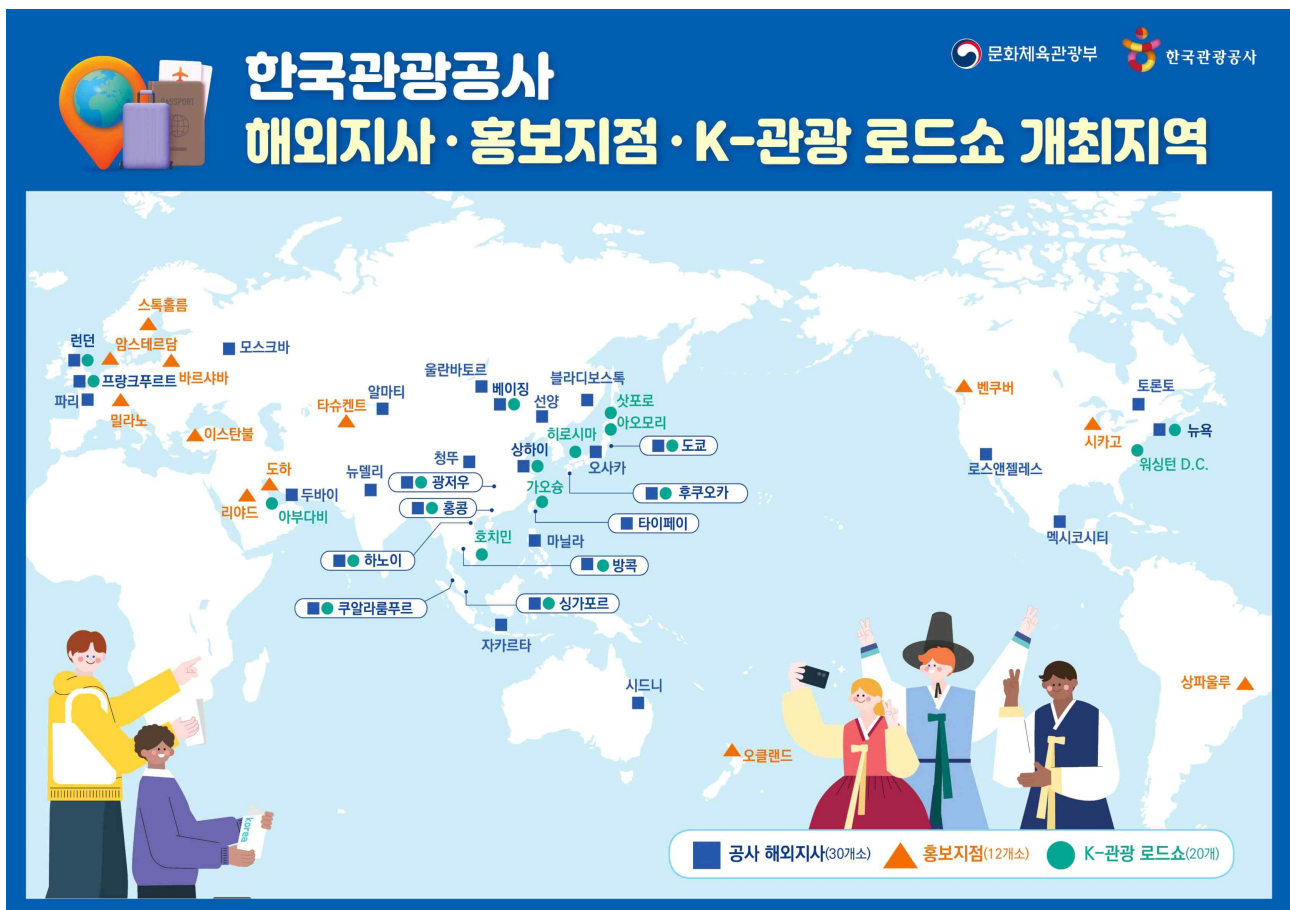 한국관광공사
해외지사·홍보지점·K-관광 로드쇼 개최지역
문화체육관광부
한국관광공사
PASSPORT
스톡홀름
런던
암스테르담
모스크바
프랑크푸르트
바르샤바
파리
밀라노
이스탄불
울란바토르
블라디보스톡
알마티
베이징
타슈켄트
선양
삿포로
아오모리
히로시마
도쿄
상하이
오사카
청뚜
뉴델리
광저우
도하
가오슝
후쿠오카
두바이
리야드
아부다비
홍콩
타이페이
호치민
마닐라
하노이
방콕
쿠알라룸푸르
싱가포르
자카르타
시드니
오클랜드
벤쿠버
토론토
시카고
뉴욕
로스앤젤레스
워싱턴 D.C.
멕시코시티
상파울루
korea
공사 해외지사(30개소)
홍보지점(12개소)
K-관광 로드쇼(20개)